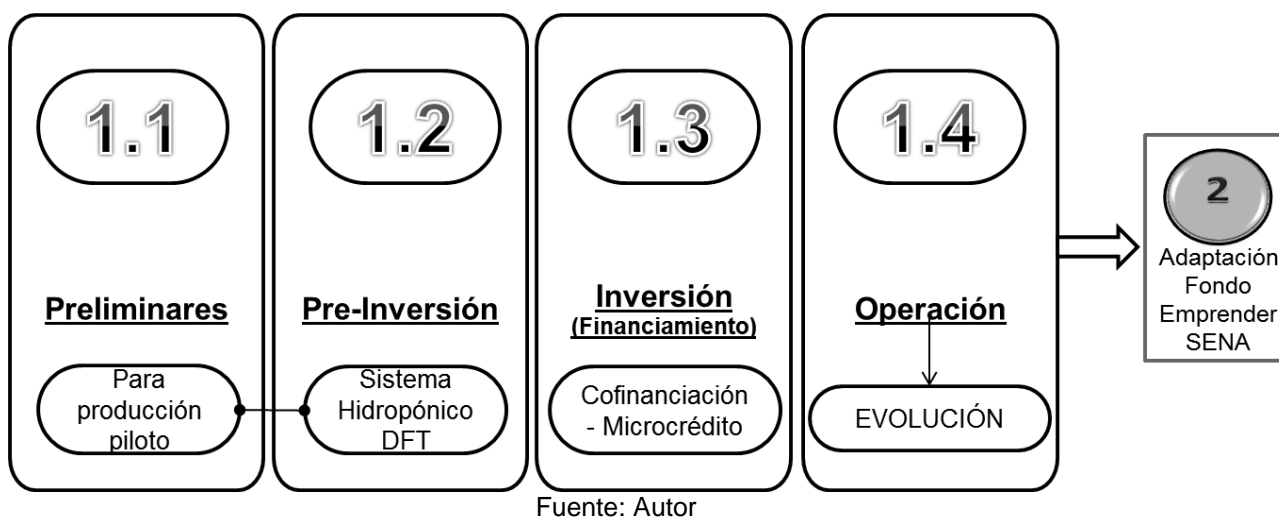 1.1
Preliminares
Para
producción
piloto
1.2
Pre-Inversión
Sistema
Hidropónico
DFT
1.3
Inversión
(Financiamiento)
Cofinanciación
- Microcrédito
1.4
Operación
EVOLUCIÓN
2
Adaptación
Fondo
Emprender
SENA
Fuente: Autor